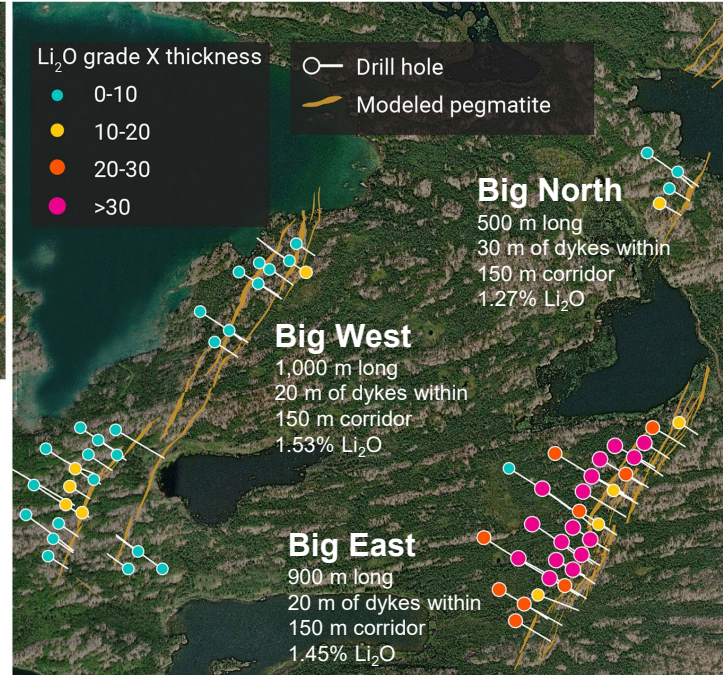 Li₂O grade X thickness
0-10
10-20
20-30
>30
Drill hole
Modeled pegmatite
Big North
500 m long
30 m of dykes within
150 m corridor
1.27% Li₂O
Big West
1,000 m long
20 m of dykes within
150 m corridor
1.53% Li₂O
Big East
900 m long
20 m of dykes within
150 m corridor
1.45% Li₂O